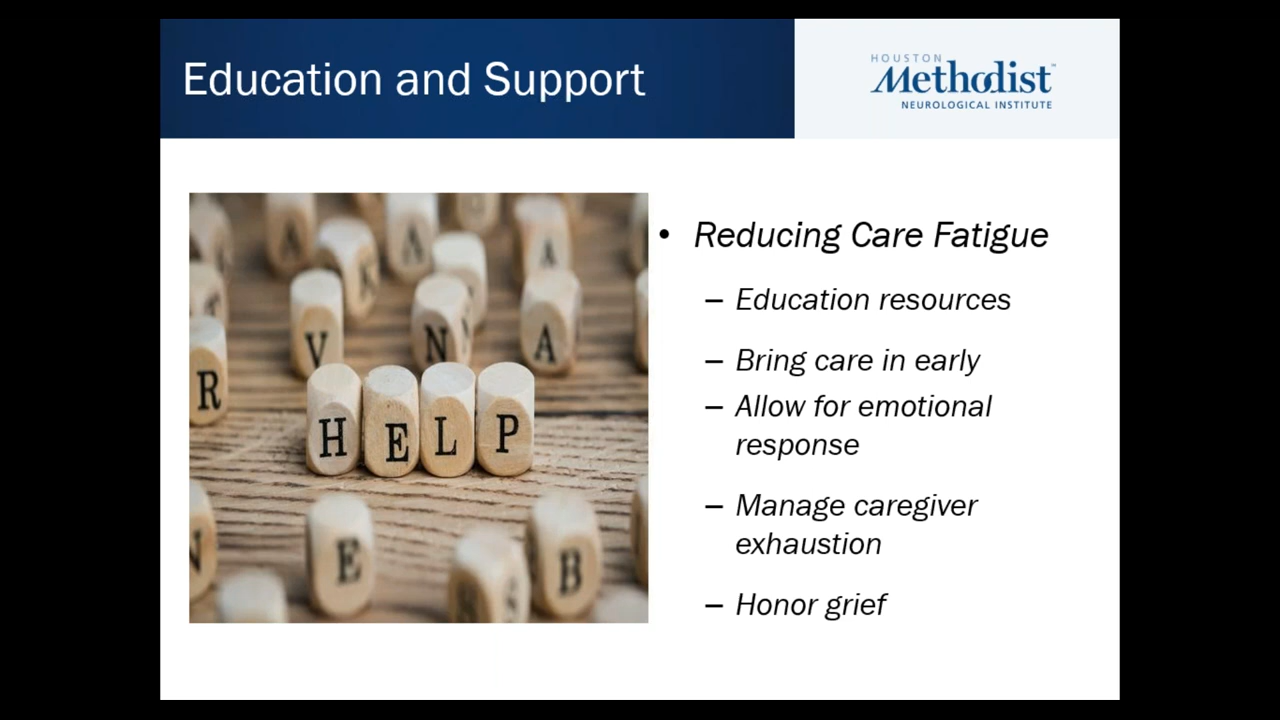 Education and Support
HOUSTON
Methodist™
NEUROLOGICAL INSTITUTE
• Reducing Care Fatigue
– Education resources
– Bring care in early
– Allow for emotional
response
– Manage caregiver
exhaustion
– Honor grief
A
A
K
A
V
N
A
R
HELP
N
E
B